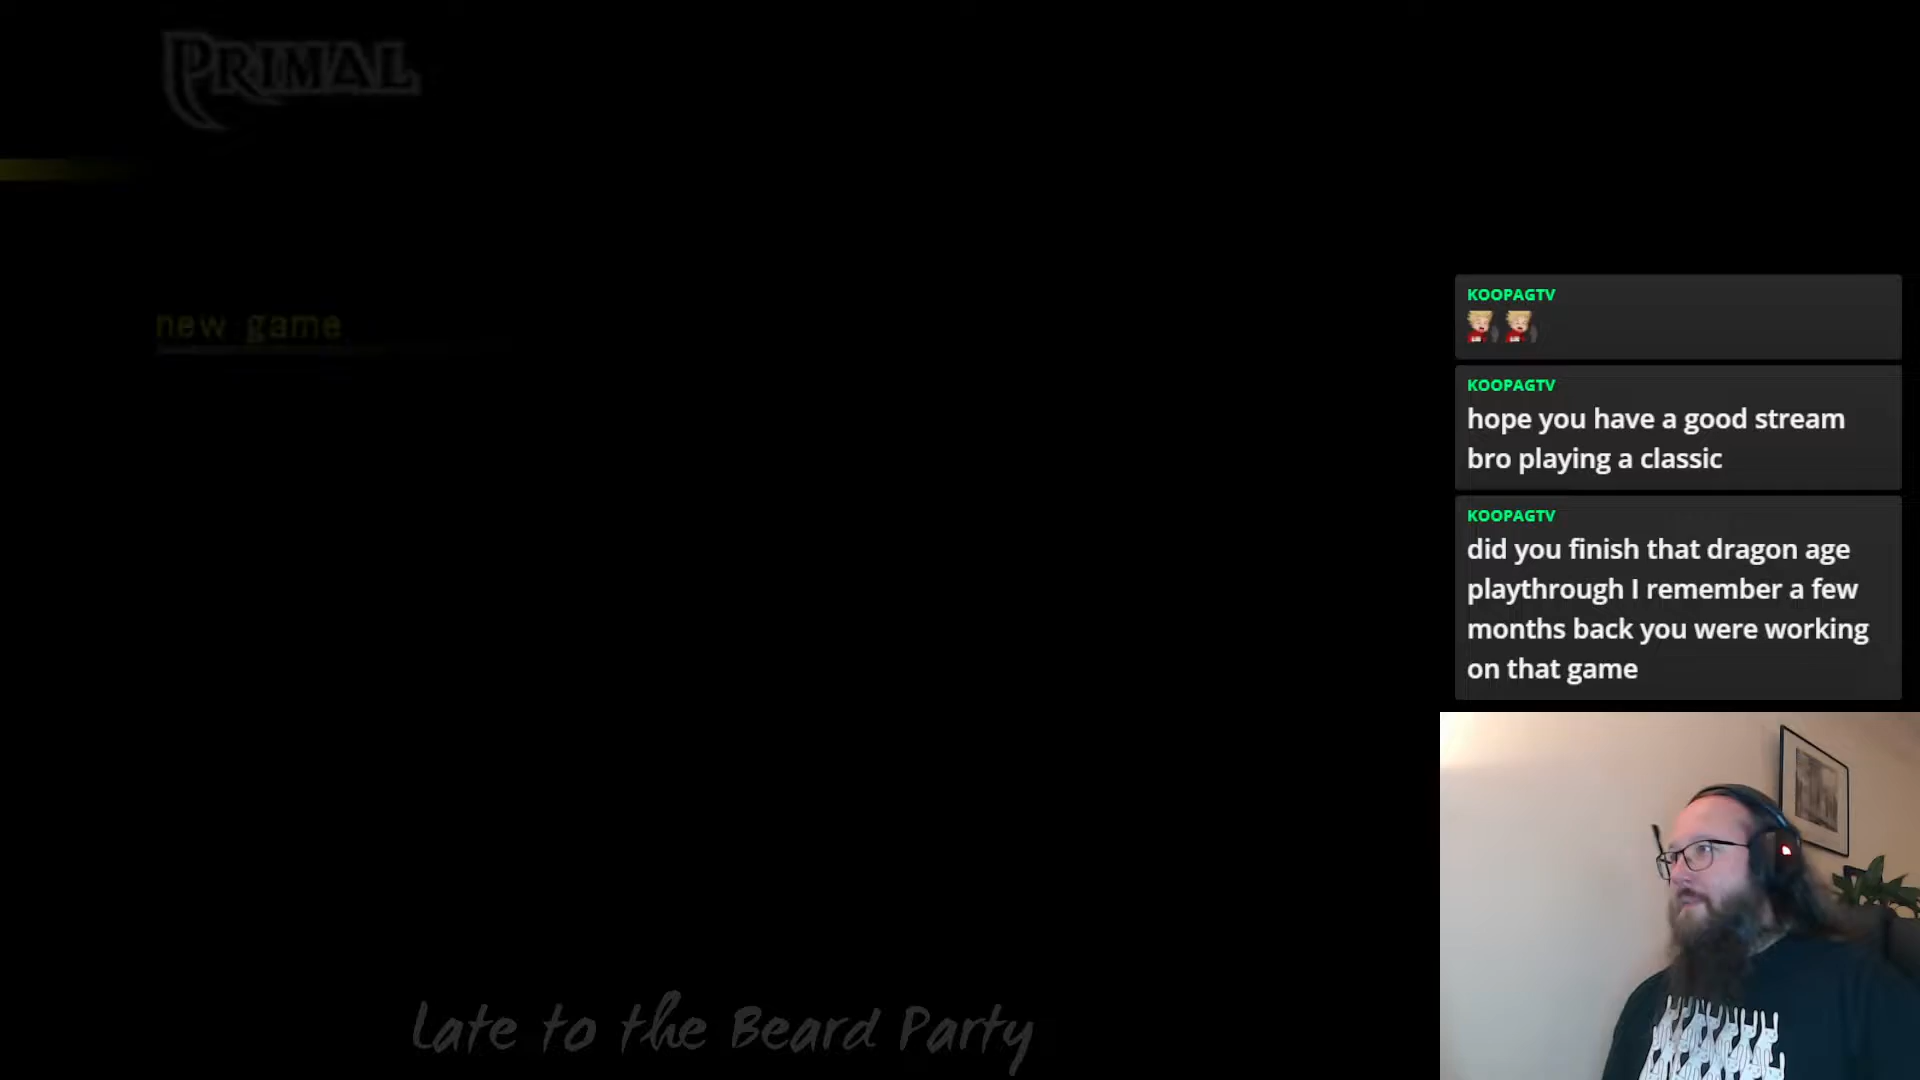 PRIMAL
new game
KOOPAGTV
KOOPAGTV
hope you have a good stream
bro playing a classic
KOOPAGTV
did you finish that dragon age
playthrough I remember a few
months back you were working
on that game
Late to the Beard Party